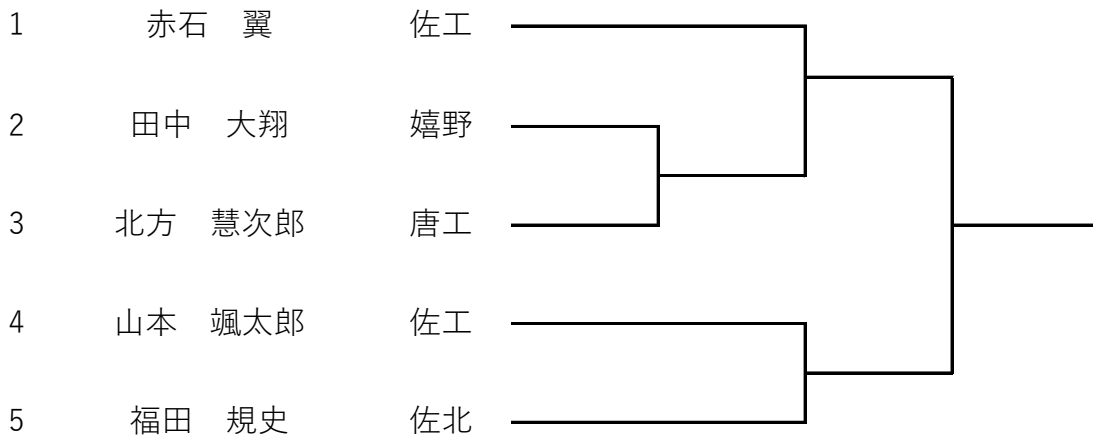 1 赤石　翼 佐工
2 田中　大翔 嬉野
3 北方　慧次郎 唐工
4 山本　颯太郎 佐工
5 福田　規史 佐北